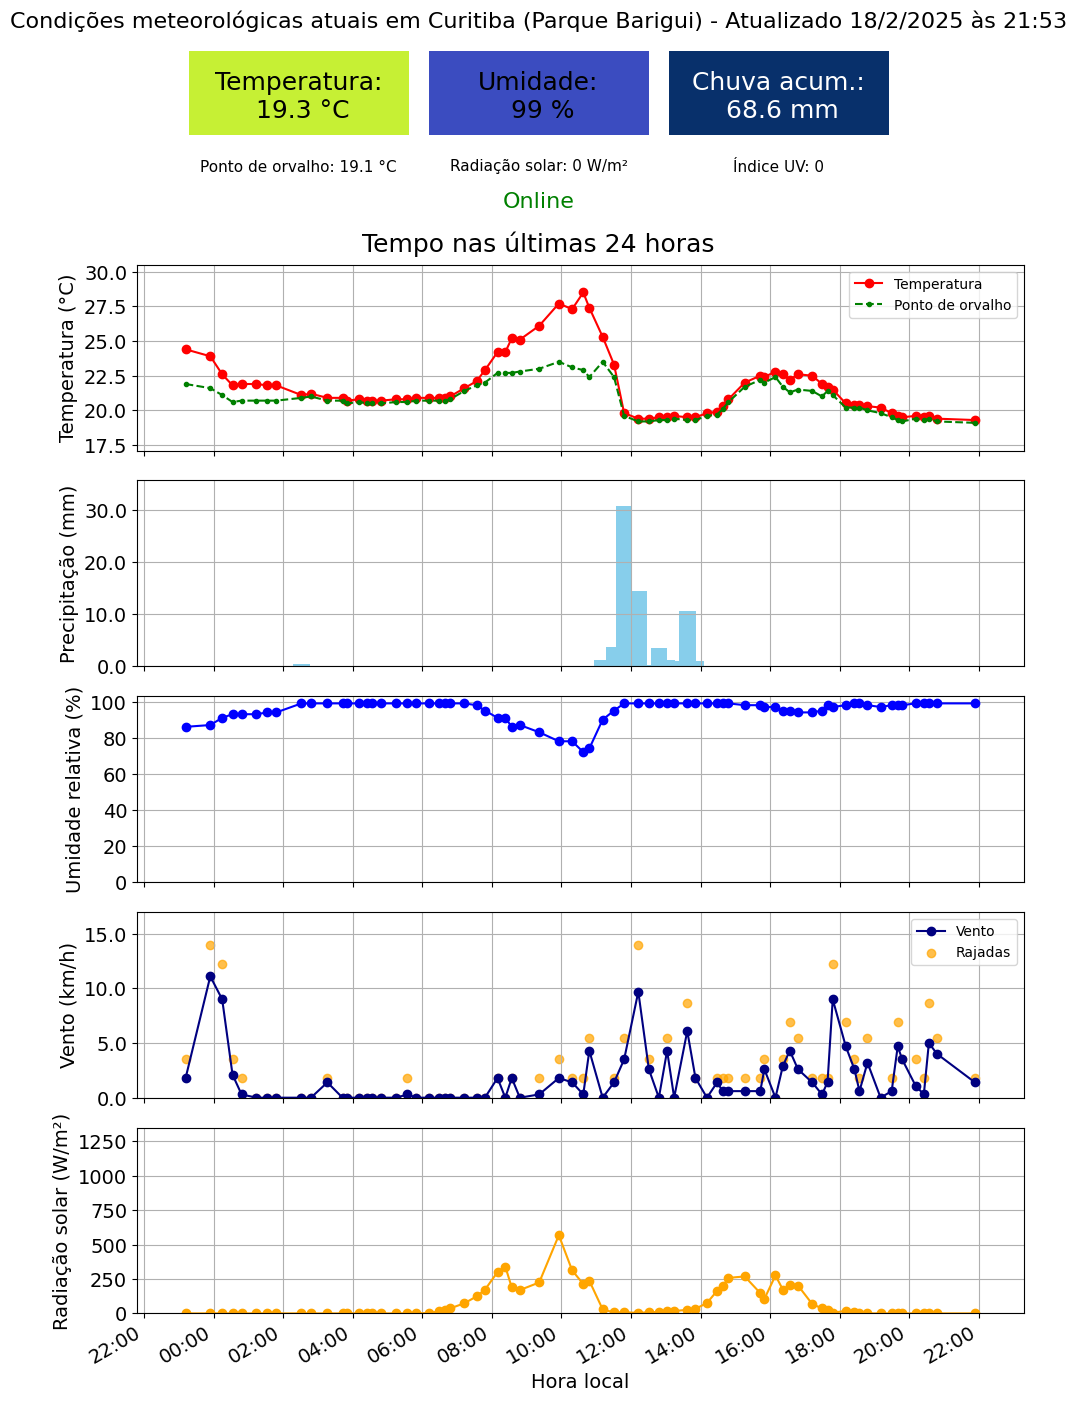 Condições meteorológicas atuais em Curitiba (Parque Barigui) - Atualizado 18/2/2025 às 21:53
Temperatura:
19.3 °C
Umidade:
99 %
Chuva acum.:
68.6 mm
Ponto de orvalho: 19.1 °C
Radiação solar: 0 W/m²
Índice UV: 0
Online
Tempo nas últimas 24 horas
Temperatura (°C)
30.0
27.5
25.0
22.5
20.0
17.5
Temperatura
Ponto de orvalho
Precipitação (mm)
30.0
20.0
10.0
0.0
Umidade relativa (%)
100
80
60
40
20
0
Vento (km/h)
15.0
10.0
5.0
0.0
Vento
Rajadas
Radiação solar (W/m²)
1250
1000
750
500
250
0
22:00 00:00 02:00 04:00 06:00 08:00 10:00 12:00 14:00 16:00 18:00 20:00 22:00
Hora local